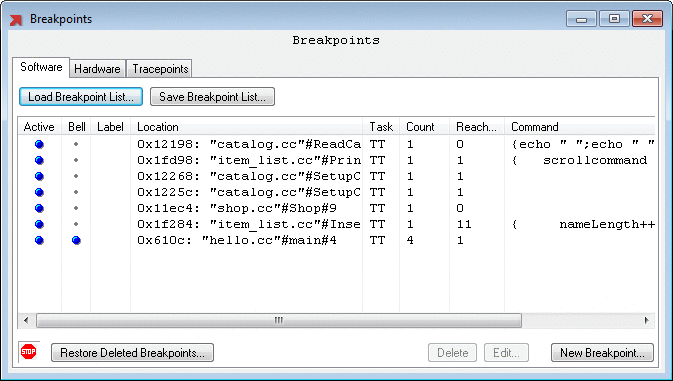 Breakpoints
Breakpoints
Software Hardware Tracepoints
Load Breakpoint List... Save Breakpoint List...
Active Bell Label Location Task Count Reach... Command
0x12198: "catalog.cc"#ReadCa TT 1 0 {echo " ";echo " "
0x1fd98: "item_list.cc"#Prin TT 1 1 { scrollcommand
0x12268: "catalog.cc"#SetupC TT 1 1
0x1225c: "catalog.cc"#SetupC TT 1 1
0x11ec4: "shop.cc"#Shop#9 TT 1 0
0x1f284: "item_list.cc"#Inse TT 1 11 { nameLength++
0x610c: "hello.cc"#main#4 TT 4 1
STOP Restore Deleted Breakpoints... Delete Edit... New Breakpoint...